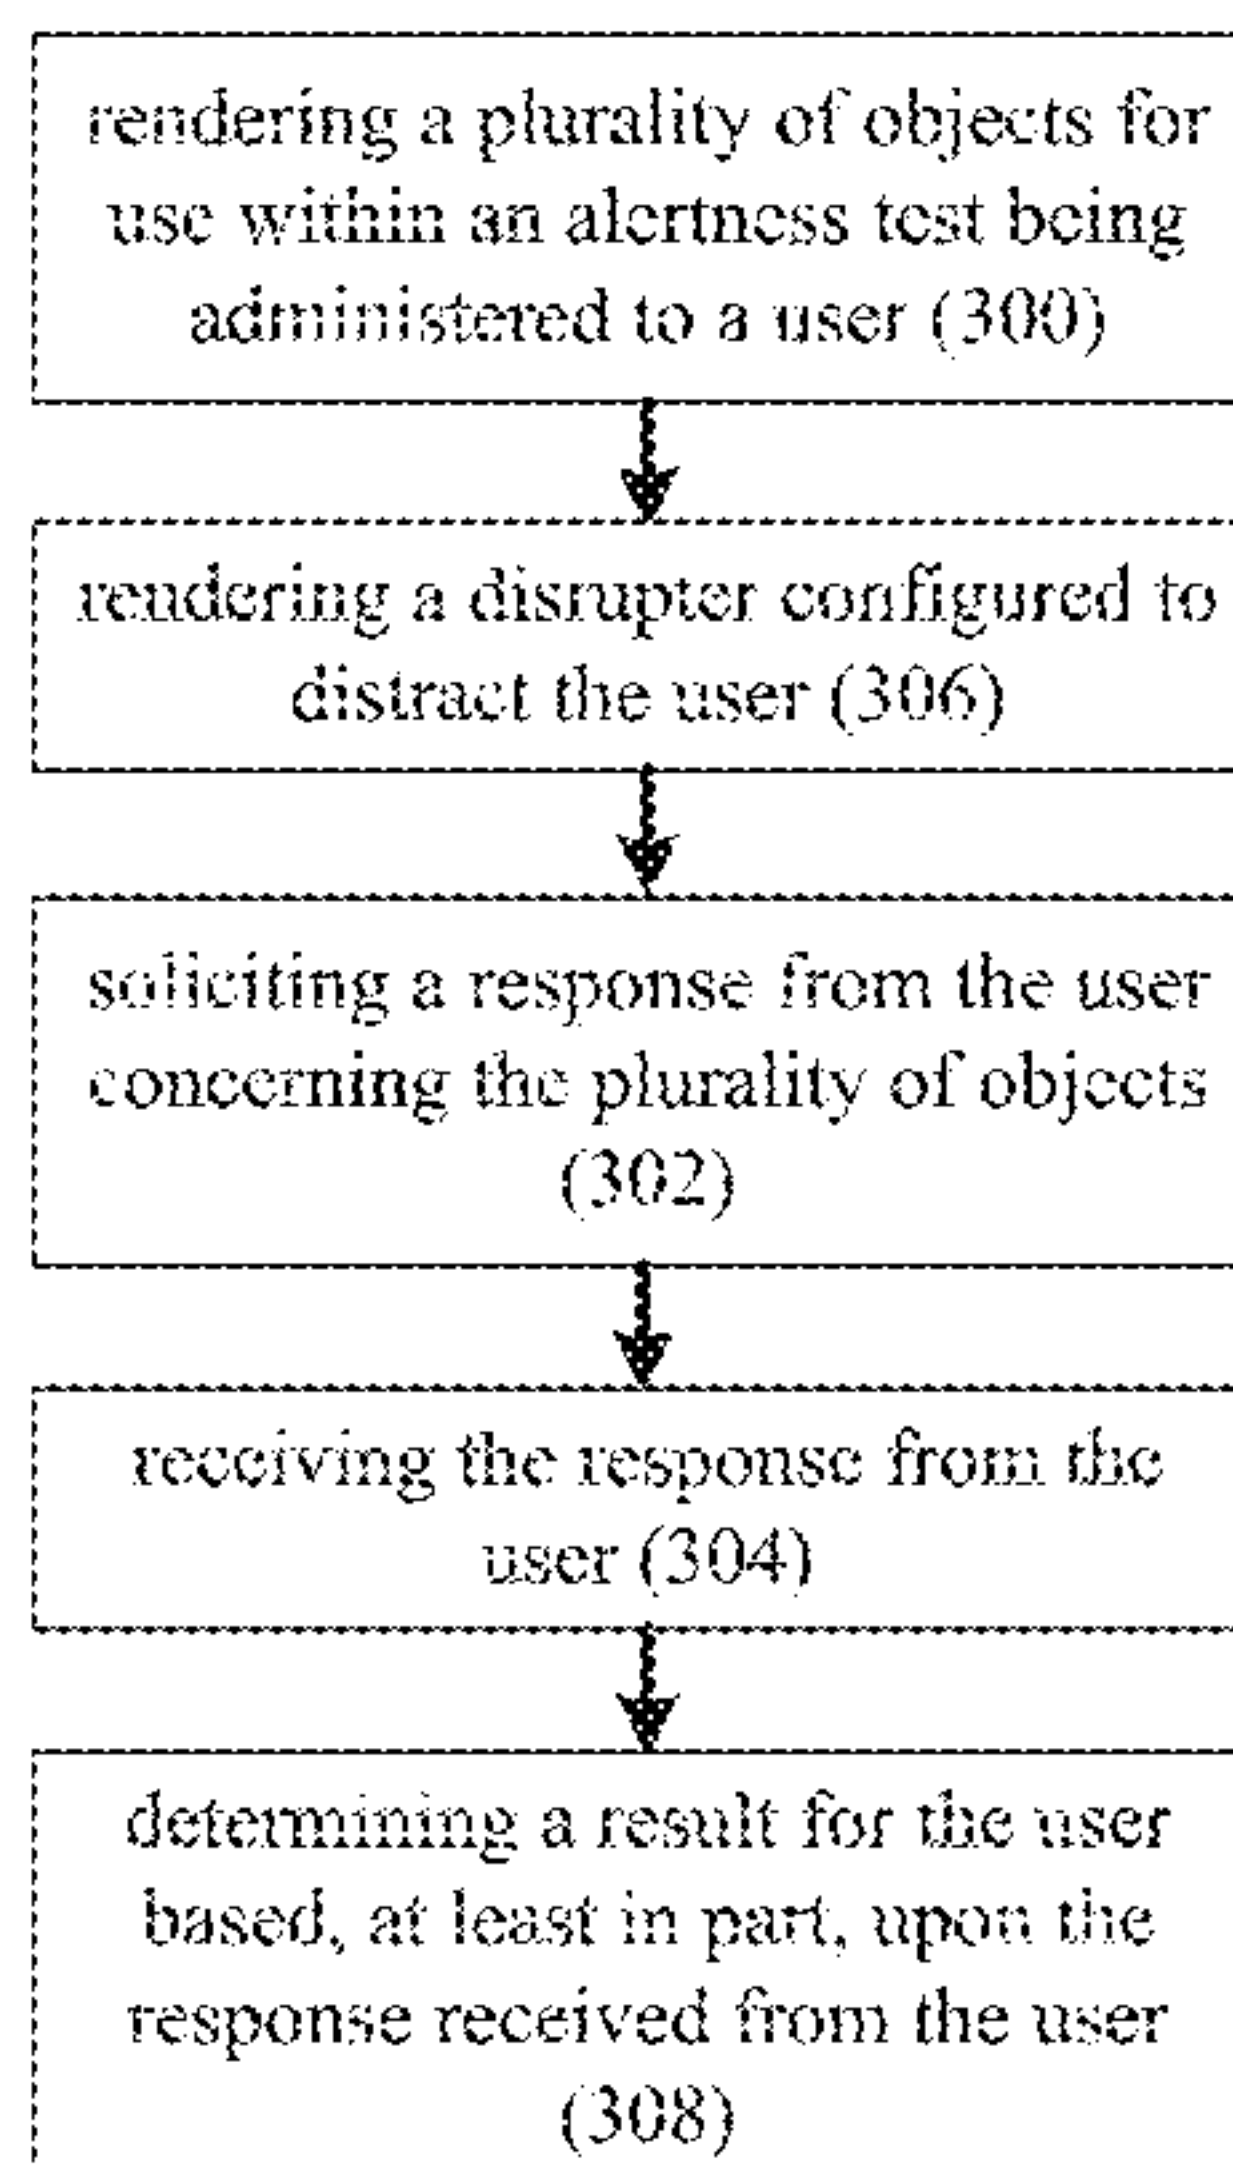 rendering a plurality of objects for
use within an alertness test being
administered to a user (300)
rendering a disrupter configured to
distract the user (306)
soliciting a response from the user
concerning the plurality of objects
(302)
receiving the response from the
user (304)
determining a result for the user
based, at least in part, upon the
response received from the user
(308)